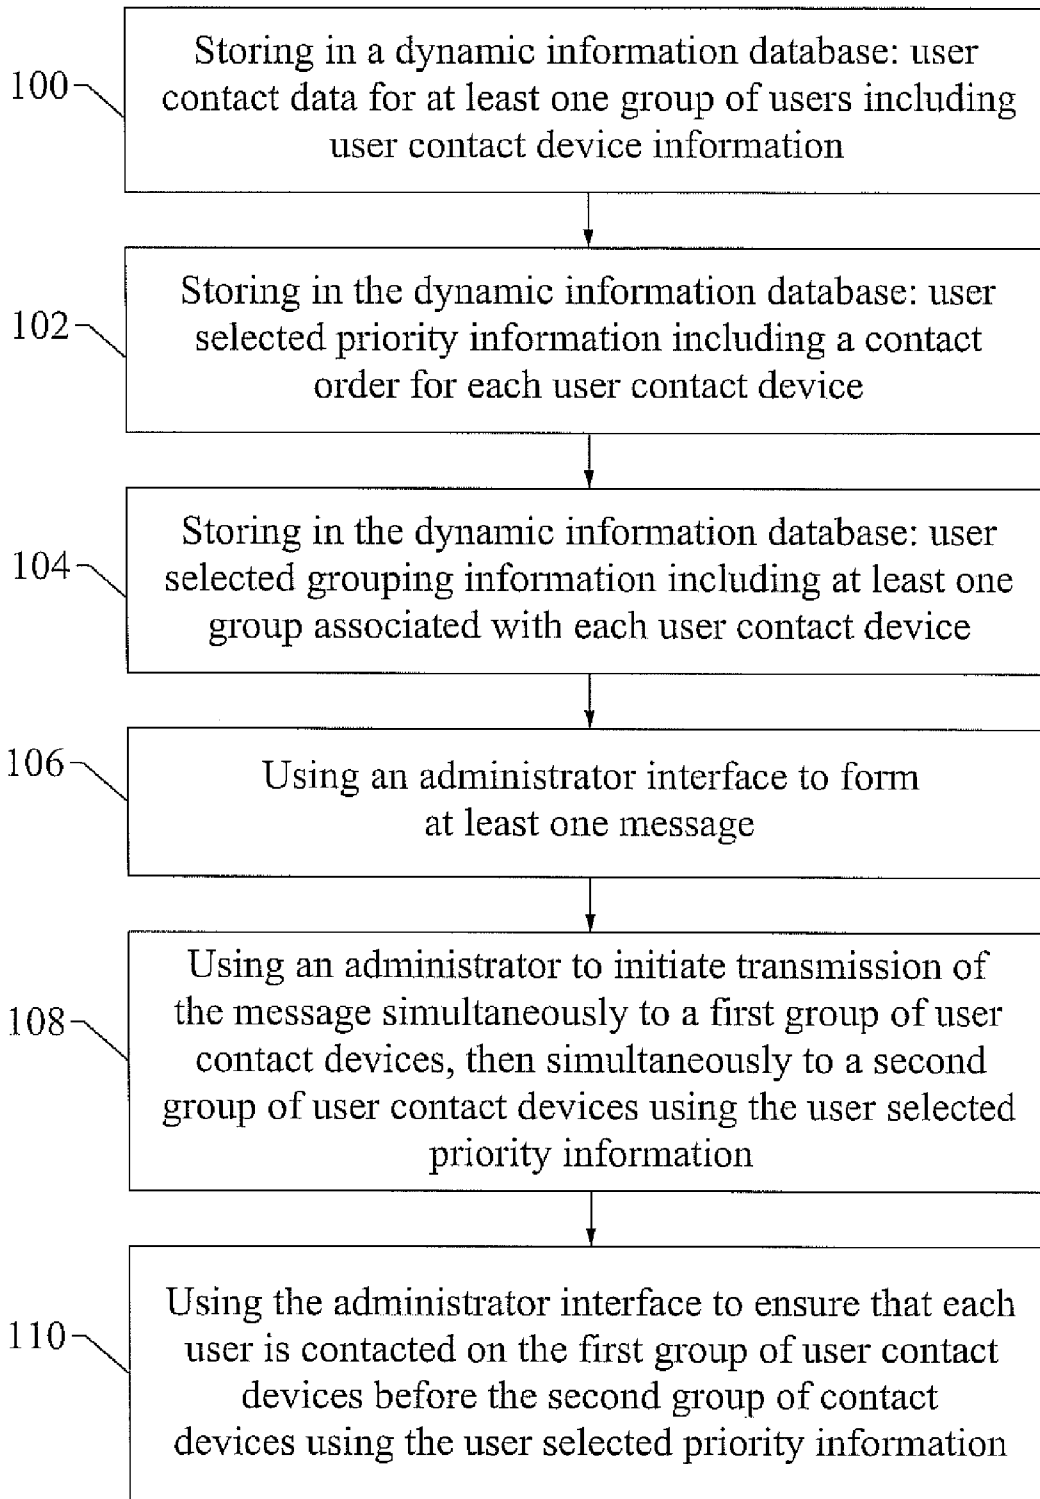 100
Storing in a dynamic information database: user
contact data for at least one group of users including
user contact device information
102
Storing in the dynamic information database: user
selected priority information including a contact
order for each user contact device
104
Storing in the dynamic information database: user
selected grouping information including at least one
group associated with each user contact device
106
Using an administrator interface to form
at least one message
108
Using an administrator to initiate transmission of
the message simultaneously to a first group of user
contact devices, then simultaneously to a second
group of user contact devices using the user selected
priority information
110
Using the administrator interface to ensure that each
user is contacted on the first group of user contact
devices before the second group of contact
devices using the user selected priority information